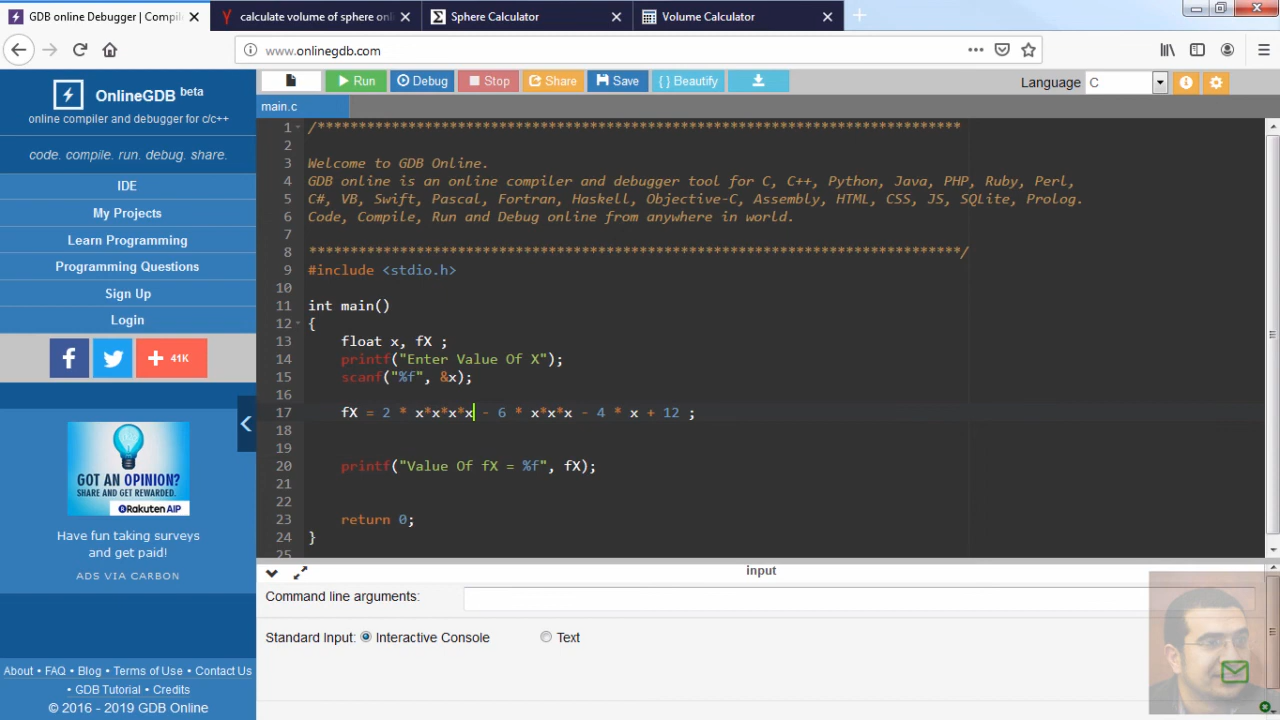 GDB online Debugger | Compil
calculate volume of sphere onl
Sphere Calculator
Volume Calculator
www.onlinegdb.com
OnlineGDB beta
online compiler and debugger for c/c++
code. compile. run. debug. share.
IDE
My Projects
Learn Programming
Programming Questions
Sign Up
Login
41K
GOT AN OPINION?
SHARE AND GET REWARDED.
Rakuten AIP
Have fun taking surveys
and get paid!
ADS VIA CARBON
About • FAQ • Blog • Terms of Use • Contact Us
• GDB Tutorial • Credits
© 2016 - 2019 GDB Online
Run
Debug
Stop
Share
Save
{ } Beautify
Language C
main.c
1 /******************************************************************************
2
3 Welcome to GDB Online.
4 GDB online is an online compiler and debugger tool for C, C++, Python, Java, PHP, Ruby, Perl,
5 C#, VB, Swift, Pascal, Fortran, Haskell, Objective-C, Assembly, HTML, CSS, JS, SQLite, Prolog.
6 Code, Compile, Run and Debug online from anywhere in world.
7
8 *******************************************************************************/
9 #include <stdio.h>
10
11 int main()
12 {
13 float x, fX ;
14 printf("Enter Value Of X");
15 scanf("%f", &x);
16
17 fX = 2 * x*x*x*x - 6 * x*x*x - 4 * x + 12 ;
18
19
20 printf("Value Of fX = %f", fX);
21
22
23 return 0;
24 }
25
input
Command line arguments:
Standard Input: Interactive Console Text